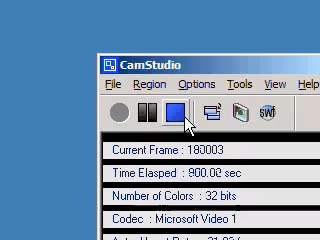 CamStudio
File Region Options Tools View Help
SWF
Current Frame : 180003
Time Elasped : 900.02 sec
Number of Colors : 32 bits
Codec : Microsoft Video 1